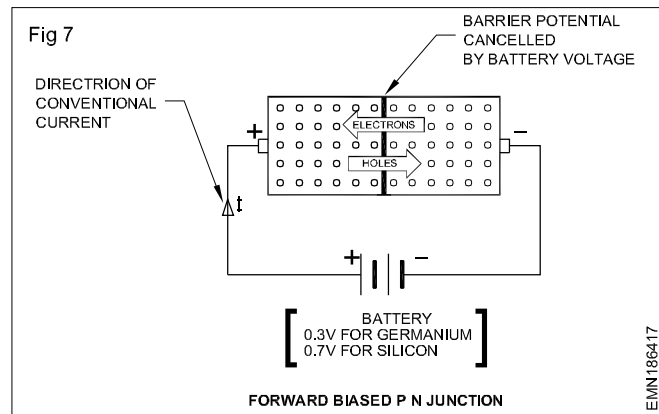 Fig 7
BARRIER POTENTIAL
CANCELLED
BY BATTERY VOLTAGE
DIRECTRION OF
CONVENTIONAL
CURRENT
ELECTRONS
+
−
HOLES
I
+
−
BATTERY
0.3V FOR GERMANIUM
0.7V FOR SILICON
FORWARD BIASED P N JUNCTION
EMN186417